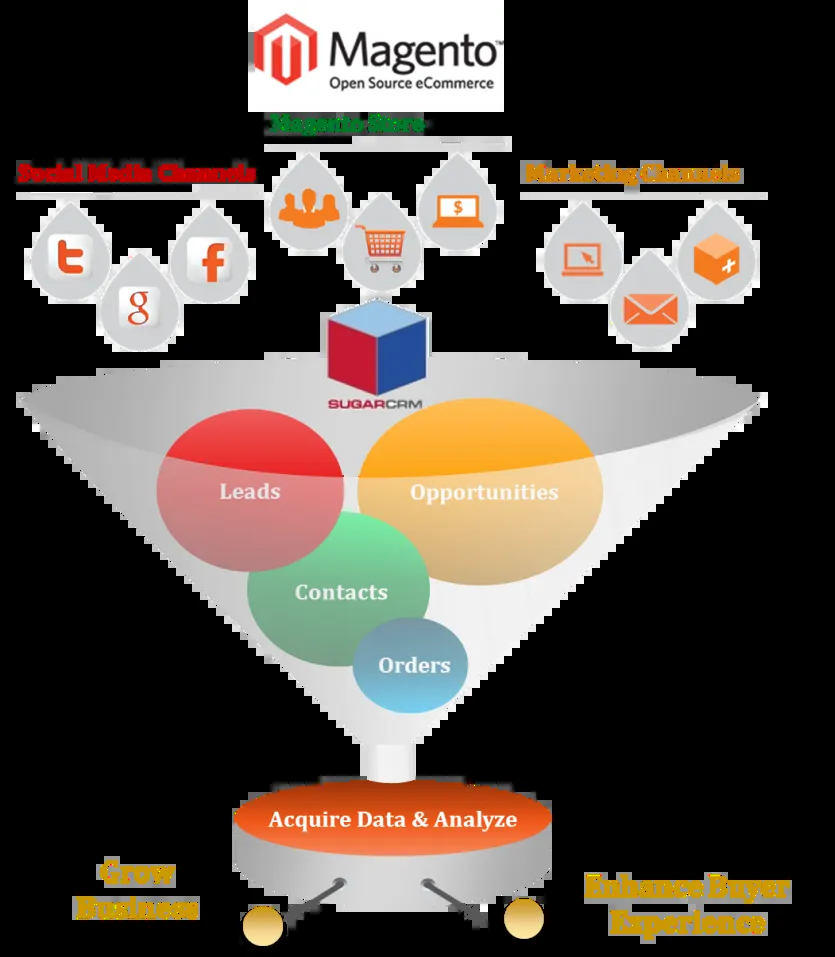 Magento™
Open Source eCommerce
Magento Store
Social Media Channels
Marketing Channels
$
t
f
g
SUGARCRM
Leads
Opportunities
Contacts
Orders
Acquire Data & Analyze
Grow
Business
Enhance Buyer
Experience